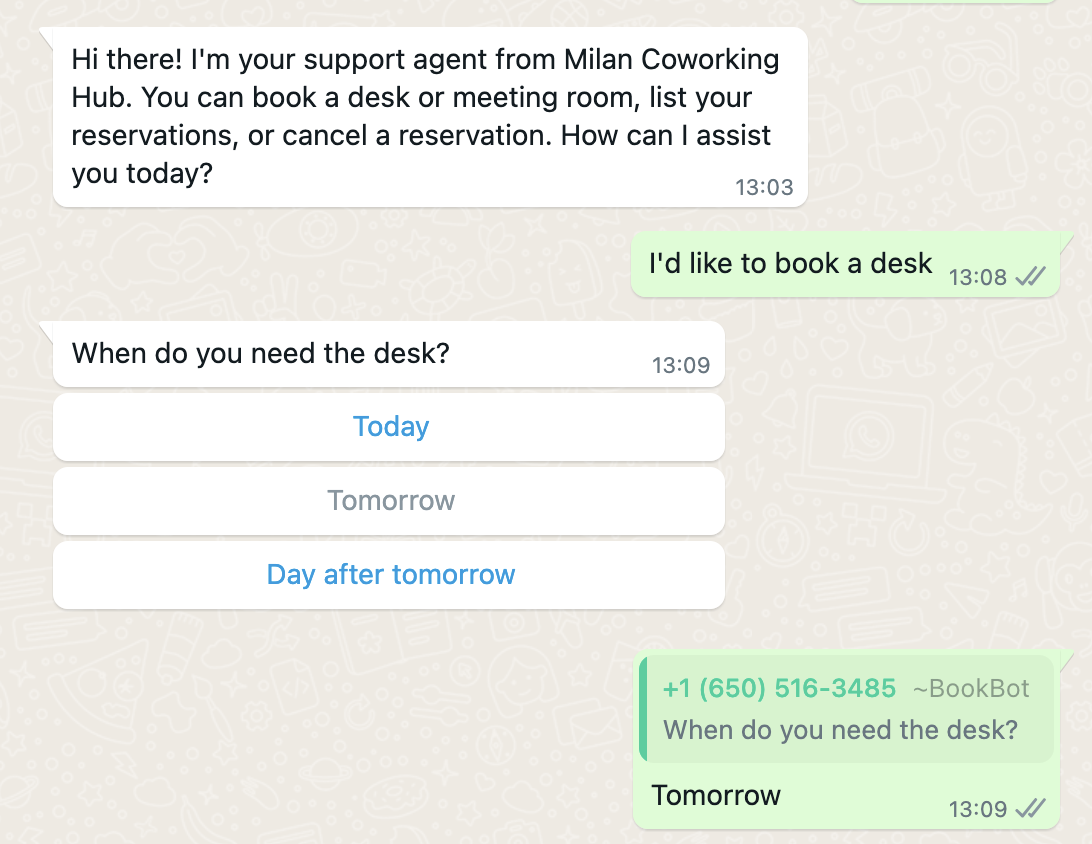 Hi there! I'm your support agent from Milan Coworking
Hub. You can book a desk or meeting room, list your
reservations, or cancel a reservation. How can I assist
you today?
13:03
I'd like to book a desk
13:08
When do you need the desk?
13:09
Today
Tomorrow
Day after tomorrow
+1 (650) 516-3485 ~BookBot
When do you need the desk?
Tomorrow
13:09